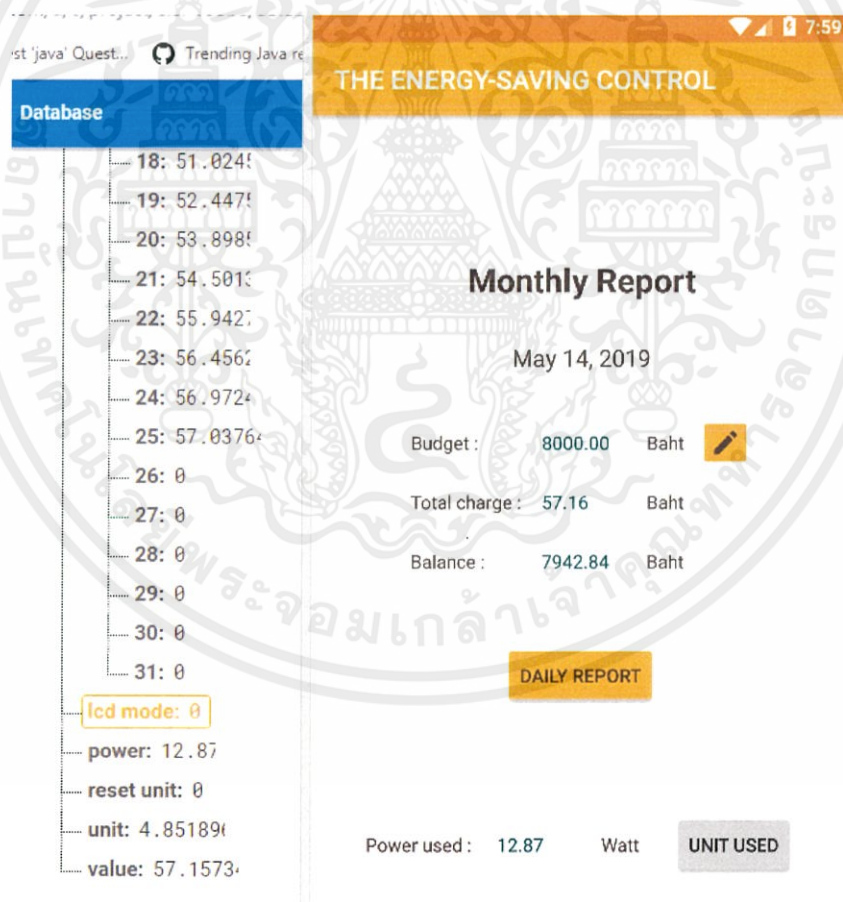 'java' Quest...
Trending Java re
Database
18: 51.0245
19: 52.4475
20: 53.8985
21: 54.5013
22: 55.942
23: 56.4562
24: 56.9724
25: 57.03764
26: 0
27: 0
28: 0
29: 0
30: 0
31: 0
lcd mode: 0
power: 12.87
reset unit: 0
unit: 4.851896
value: 57.15734
7:59
THE ENERGY-SAVING CONTROL
Monthly Report
May 14, 2019
Budget : 8000.00 Baht
Total charge : 57.16 Baht
Balance : 7942.84 Baht
DAILY REPORT
Power used : 12.87 Watt UNIT USED